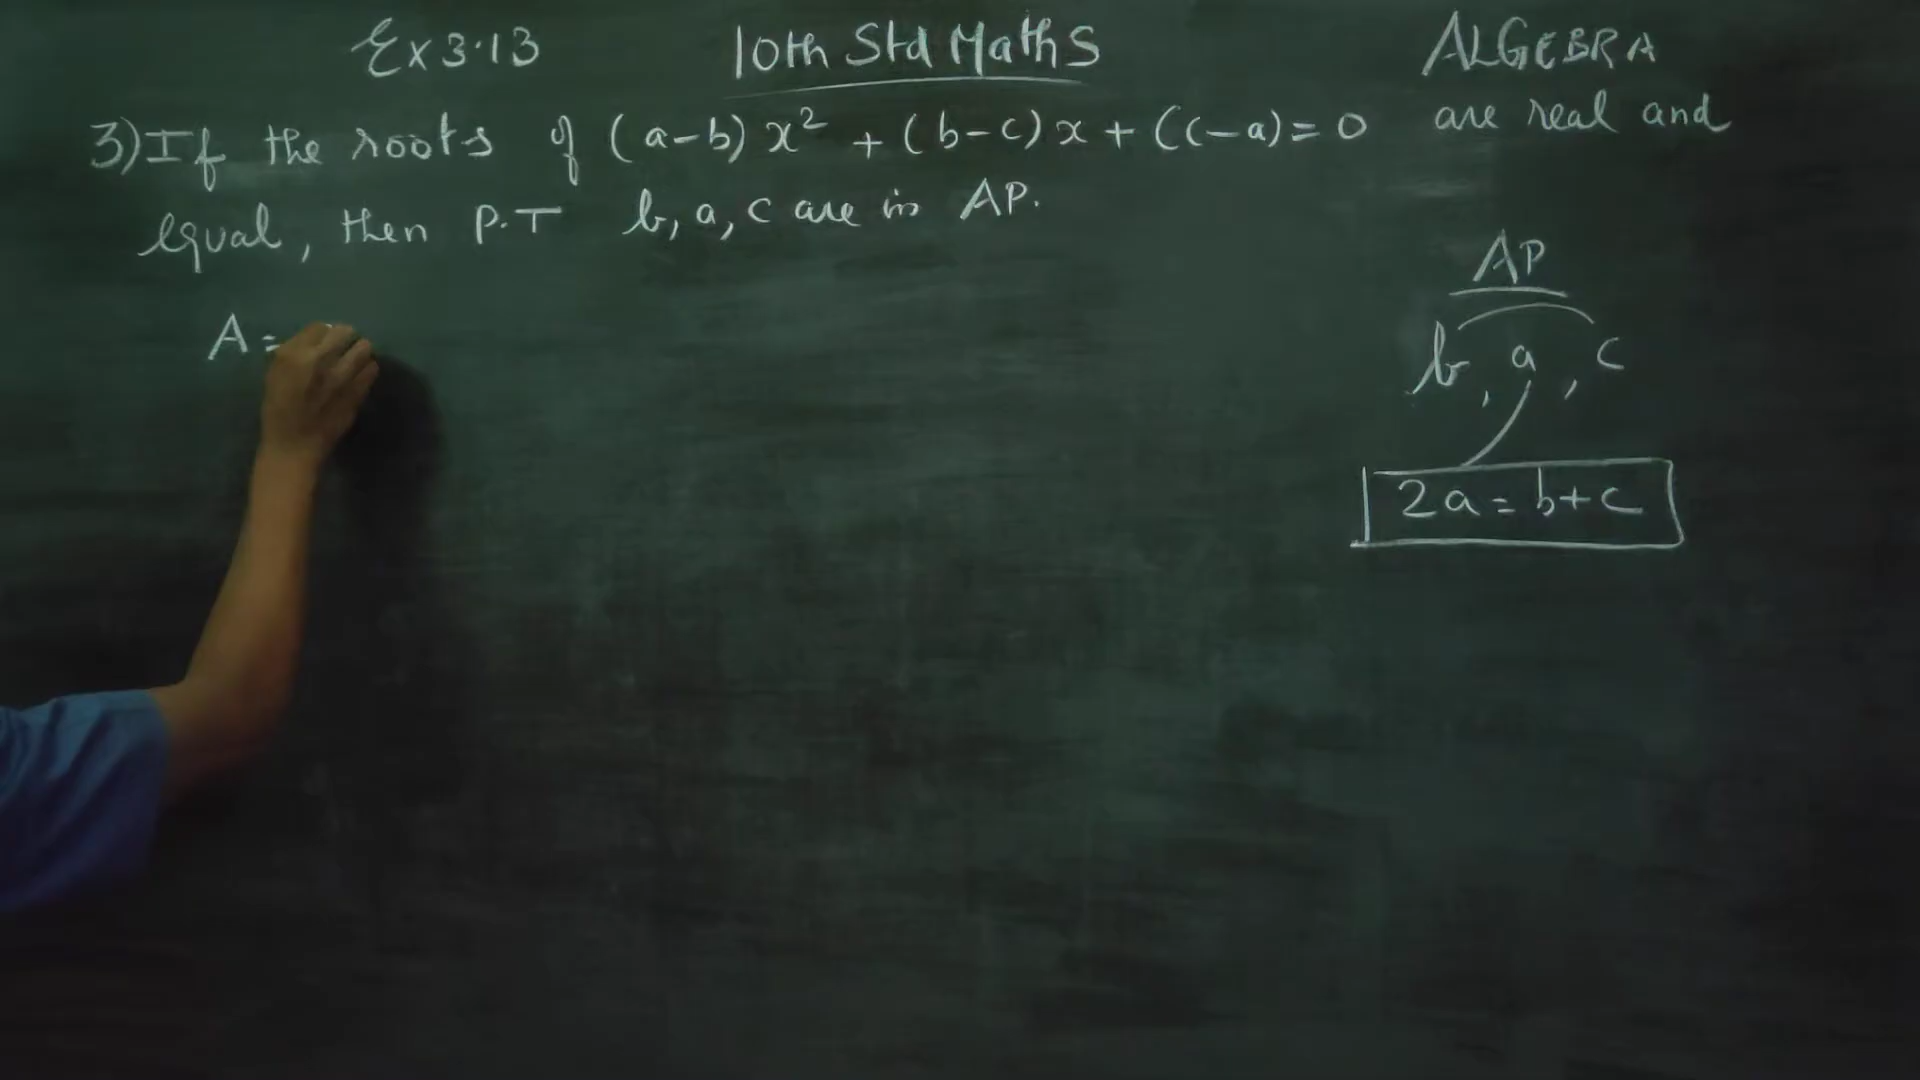 Ex 3.13 10th Std Maths ALGEBRA
3) If the roots of (a-b)x² + (b-c)x + (c-a) = 0 are real and
equal, then P.T b, a, c are in AP.
AP
b, a, c
2a = b+c
A =